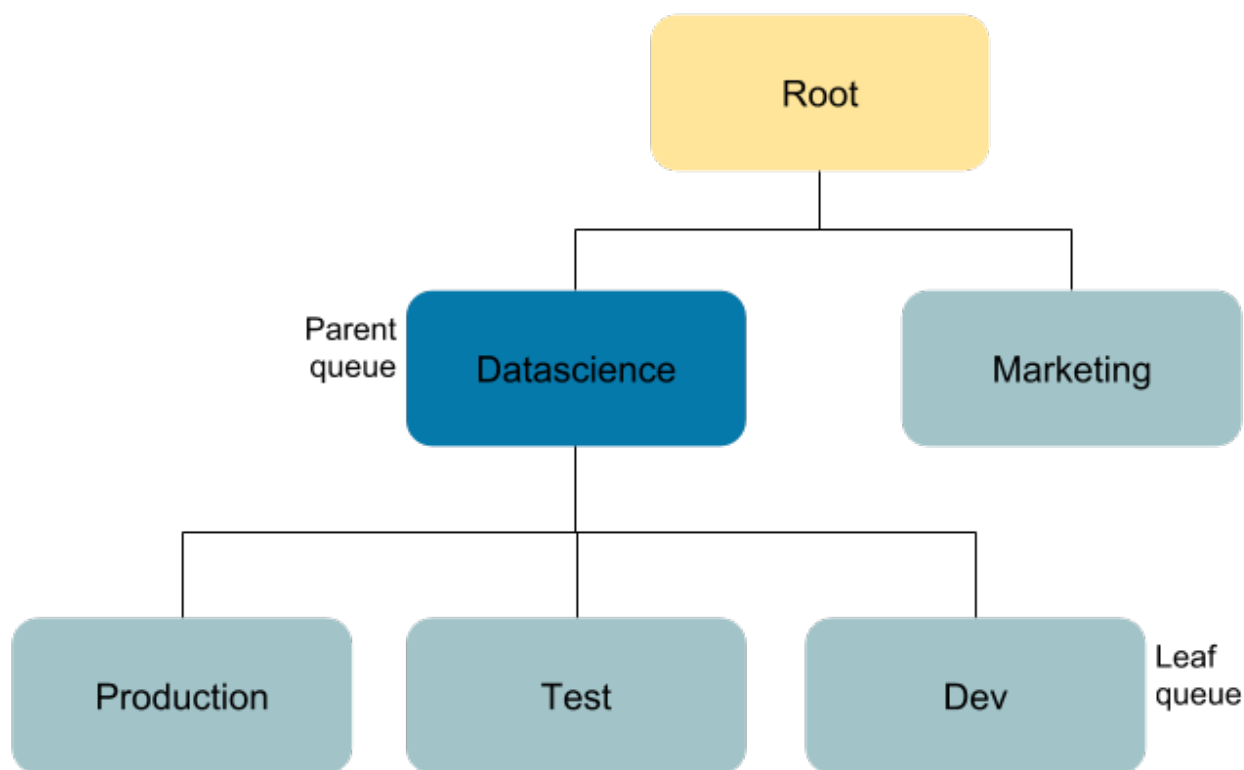 Root
Parent
queue
Datascience
Marketing
Production
Test
Dev
Leaf
queue